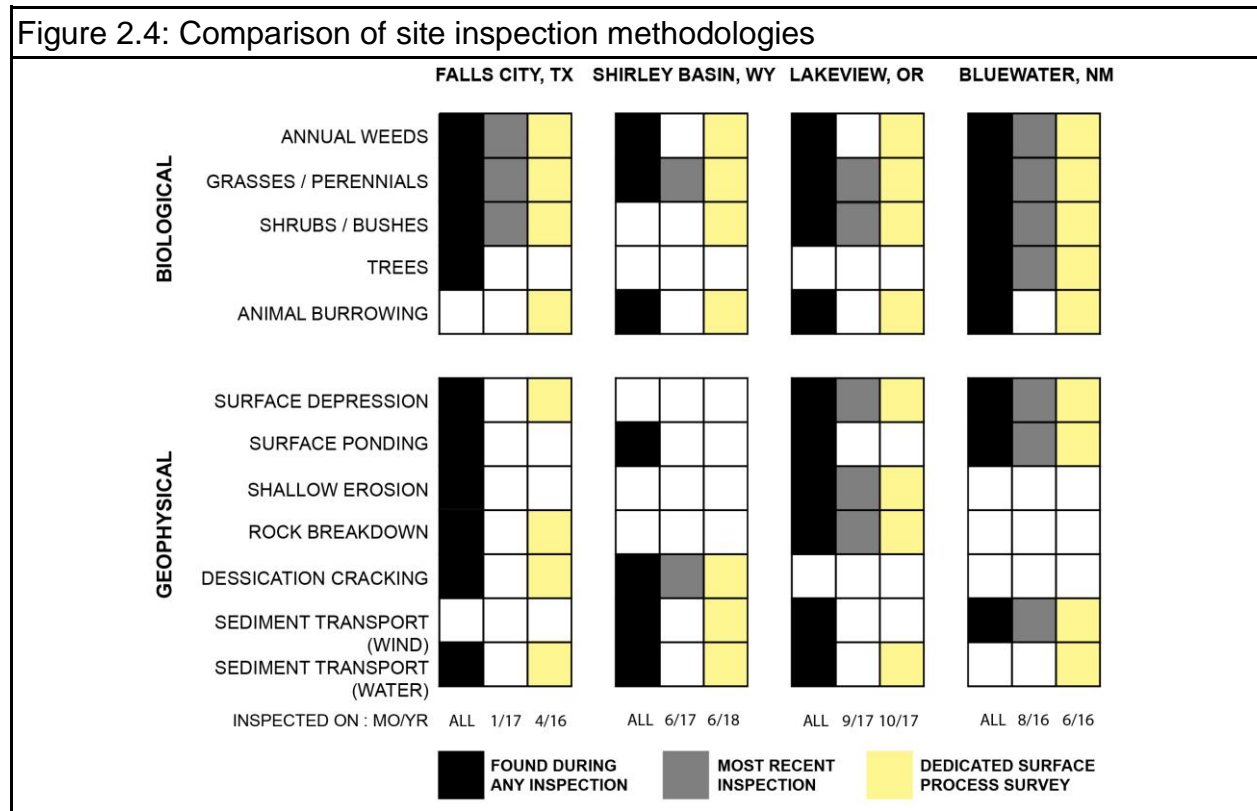 Figure 2.4: Comparison of site inspection methodologies
FALLS CITY, TX SHIRLEY BASIN, WY LAKEVIEW, OR BLUEWATER, NM
BIOLOGICAL
ANNUAL WEEDS
GRASSES / PERENNIALS
SHRUBS / BUSHES
TREES
ANIMAL BURROWING
GEOPHYSICAL
SURFACE DEPRESSION
SURFACE PONDING
SHALLOW EROSION
ROCK BREAKDOWN
DESSICATION CRACKING
SEDIMENT TRANSPORT
(WIND)
SEDIMENT TRANSPORT
(WATER)
INSPECTED ON : MO/YR ALL 1/17 4/16 ALL 6/17 6/18 ALL 9/17 10/17 ALL 8/16 6/16
FOUND DURING
ANY INSPECTION
MOST RECENT
INSPECTION
DEDICATED SURFACE
PROCESS SURVEY